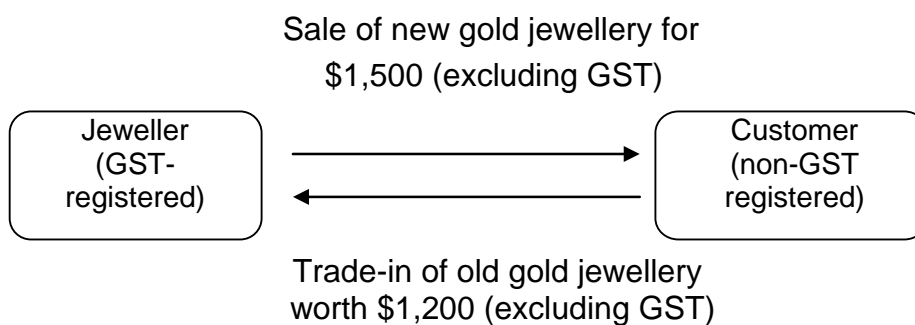 Sale of new gold jewellery for
$1,500 (excluding GST)
Jeweller
(GST-
registered)
Customer
(non-GST
registered)
Trade-in of old gold jewellery
worth $1,200 (excluding GST)